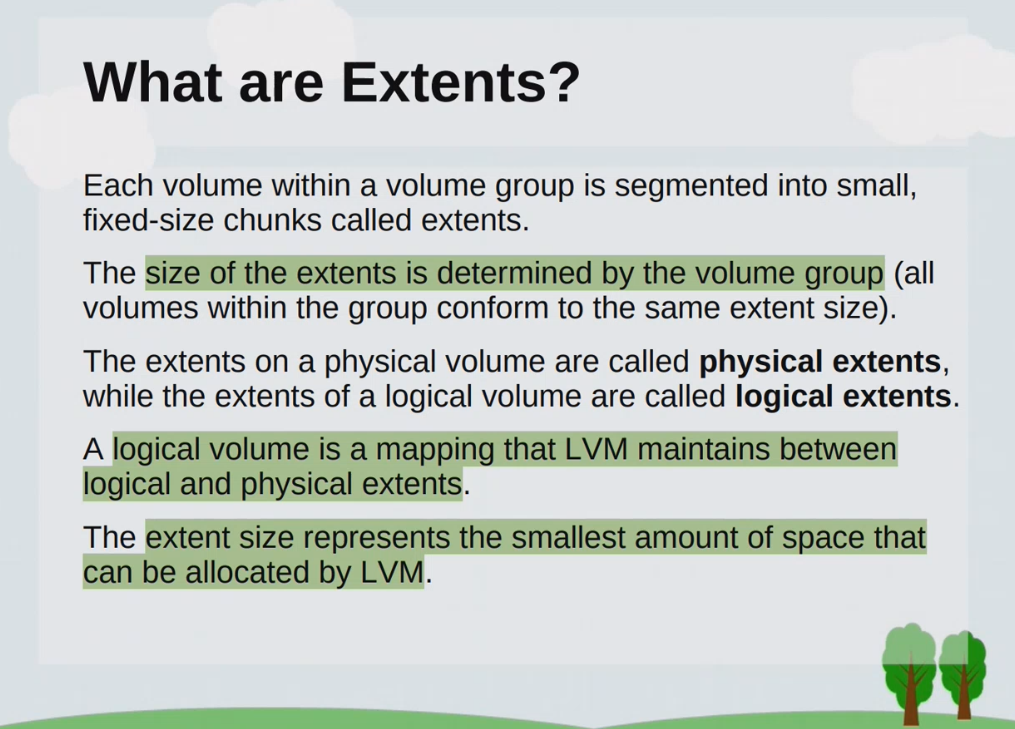 What are Extents?
Each volume within a volume group is segmented into small,
fixed-size chunks called extents.
The size of the extents is determined by the volume group (all
volumes within the group conform to the same extent size).
The extents on a physical volume are called physical extents,
while the extents of a logical volume are called logical extents.
A logical volume is a mapping that LVM maintains between
logical and physical extents.
The extent size represents the smallest amount of space that
can be allocated by LVM.